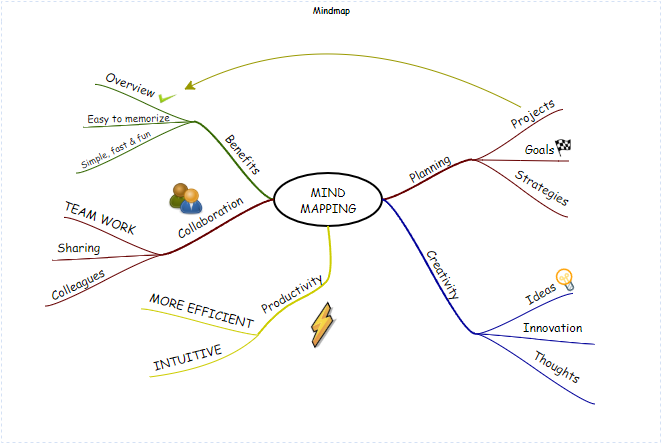 Mindmap
MIND
MAPPING
Benefits
Overview
Easy to memorize
Simple, fast & fun
Collaboration
TEAM WORK
Sharing
Colleagues
Productivity
MORE EFFICIENT
INTUITIVE
Planning
Projects
Goals
Strategies
Creativity
Ideas
Innovation
Thoughts